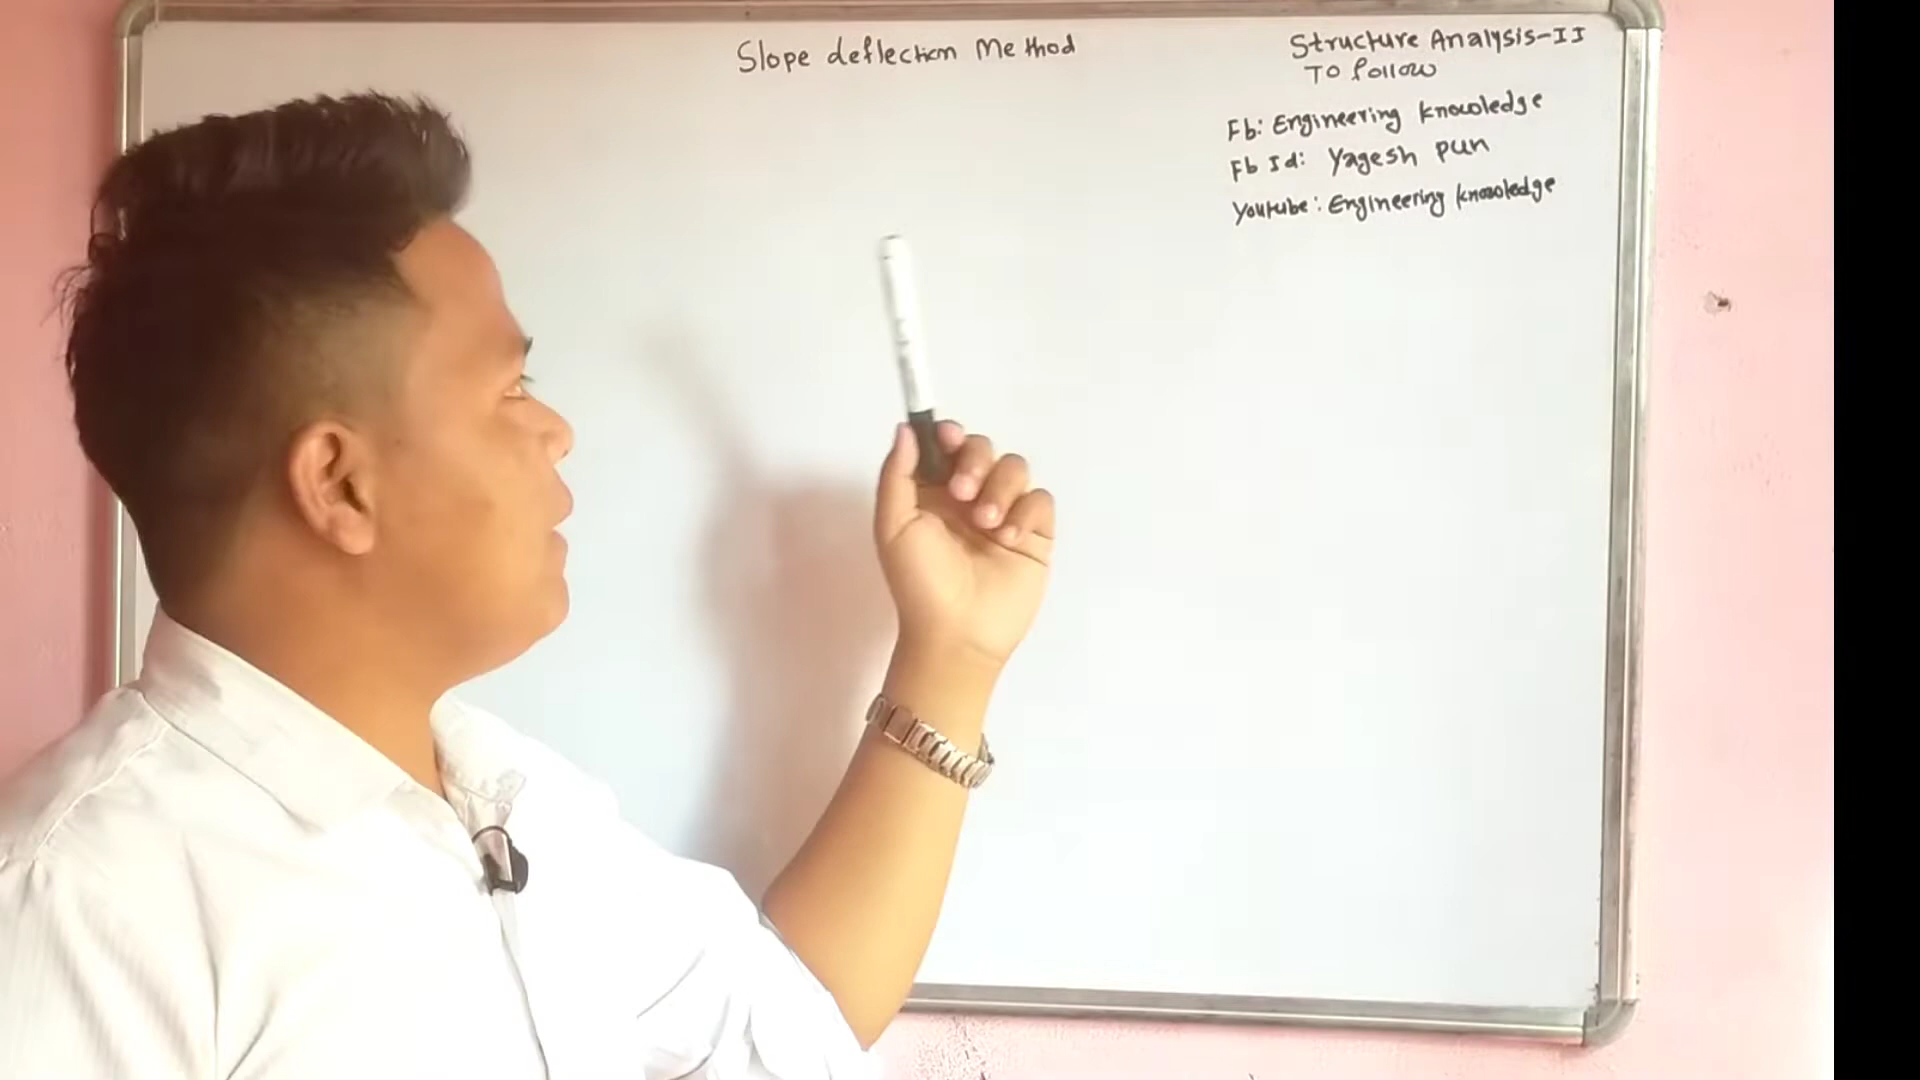 Slope deflection Method
Structure Analysis-II
To follow
Fb: Engineering knowledge
Fb Id: Yagesh pun
Youtube: Engineering knowledge